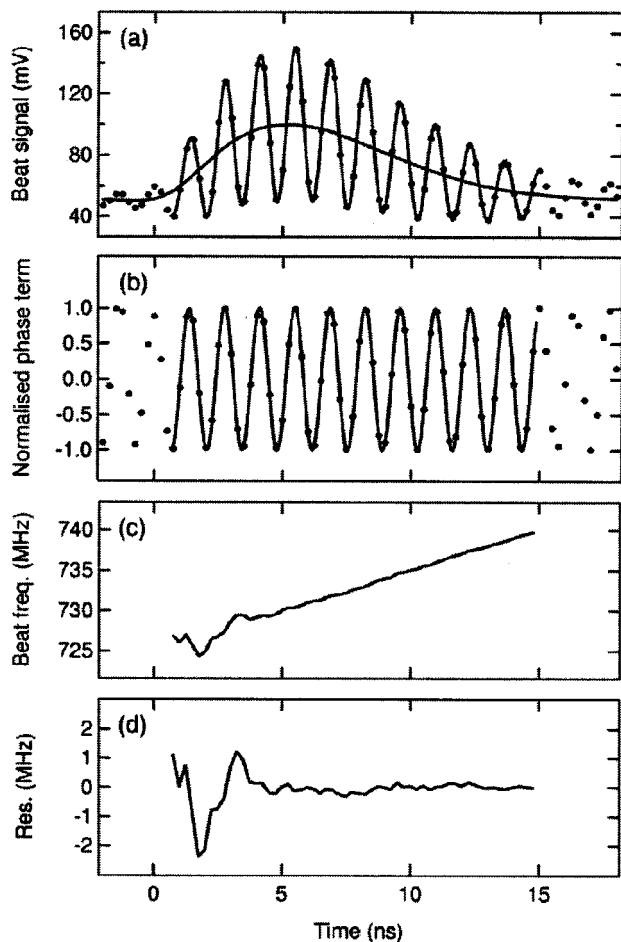 (a)
Beat signal (mV)
160
120
80
40
(b)
Normalised phase term
1.0
0.5
0.0
-0.5
-1.0
(c)
Beat freq. (MHz)
740
735
730
725
(d)
Res. (MHz)
2
1
0
-1
-2
0 5 10 15
Time (ns)